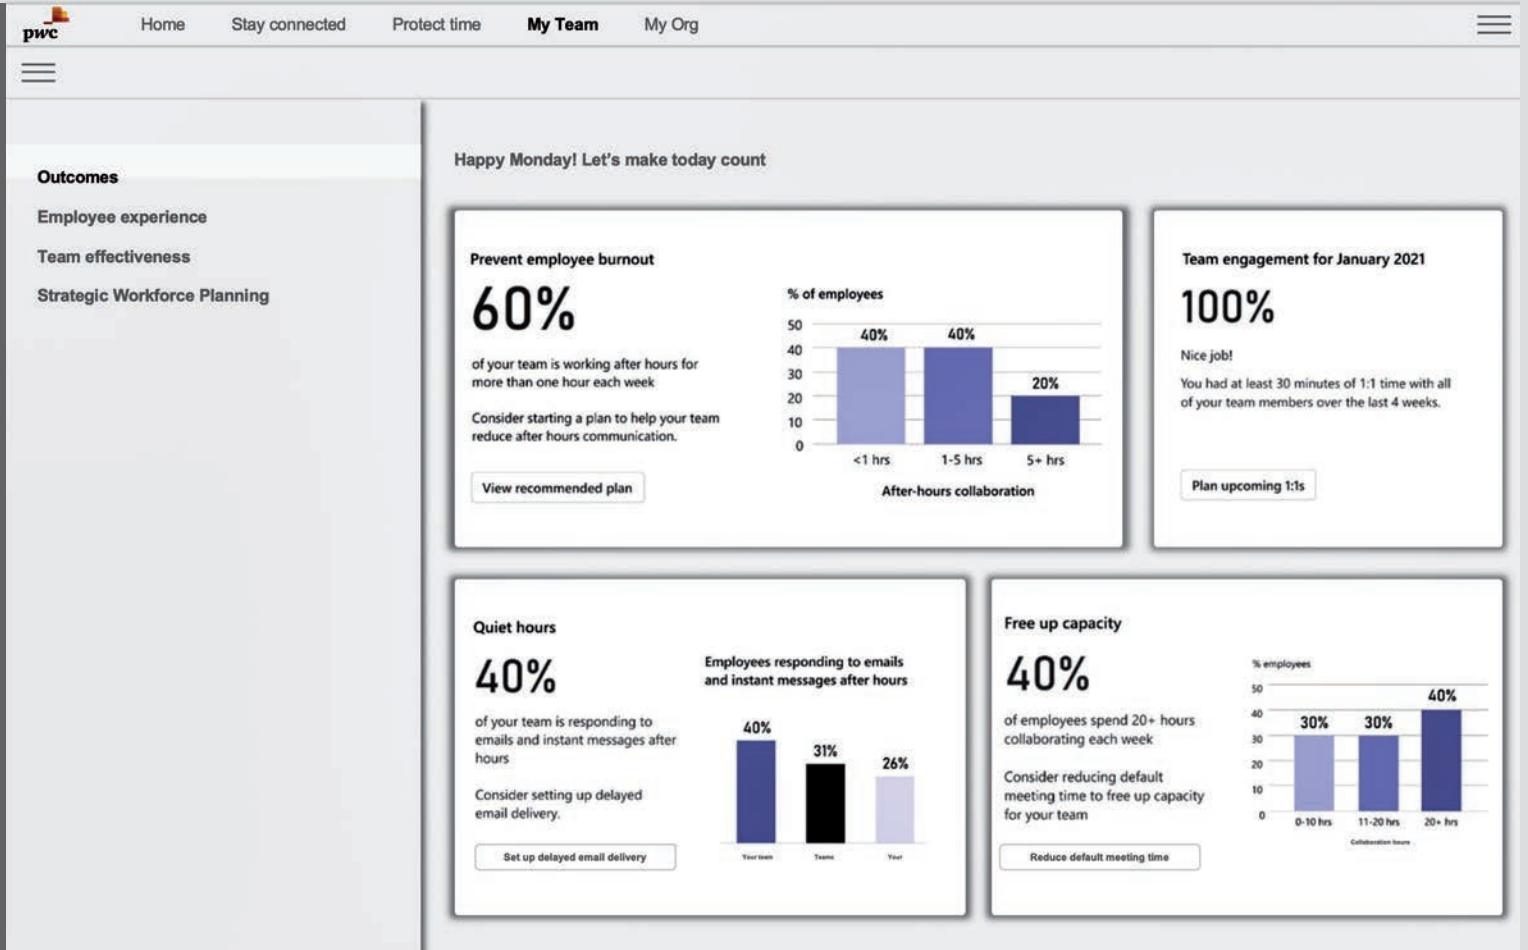 pwc
Home Stay connected Protect time My Team My Org
Outcomes
Employee experience
Team effectiveness
Strategic Workforce Planning
Happy Monday! Let's make today count
Prevent employee burnout
60%
of your team is working after hours for
more than one hour each week
Consider starting a plan to help your team
reduce after hours communication.
View recommended plan
% of employees
50
40
30
20
10
0
40% 40% 20%
<1 hrs 1-5 hrs 5+ hrs
After-hours collaboration
Team engagement for January 2021
100%
Nice job!
You had at least 30 minutes of 1:1 time with all
of your team members over the last 4 weeks.
Plan upcoming 1:1s
Quiet hours
40%
of your team is responding to
emails and instant messages after
hours
Consider setting up delayed
email delivery.
Set up delayed email delivery
Employees responding to emails
and instant messages after hours
40% 31% 26%
Your team Teams Your
Free up capacity
40%
of employees spend 20+ hours
collaborating each week
Consider reducing default
meeting time to free up capacity
for your team
Reduce default meeting time
% employees
50
40
30
20
10
0
30% 30% 40%
0-10 hrs 11-20 hrs 20+ hrs
Collaboration hours